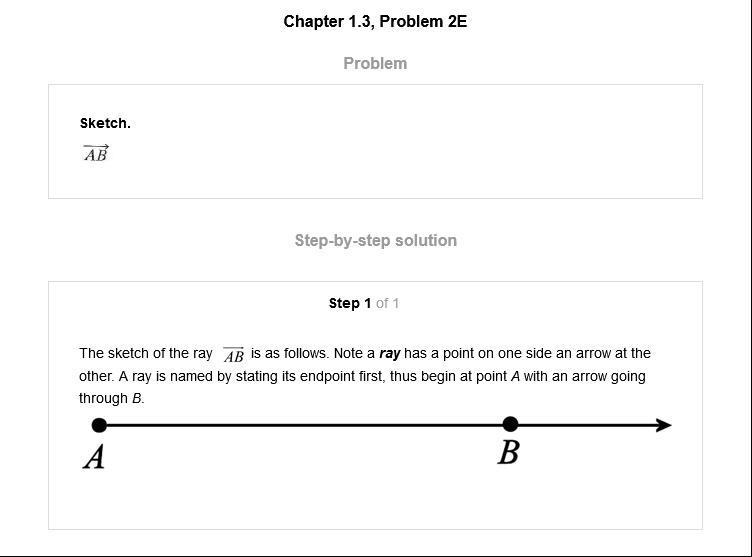 Chapter 1.3, Problem 2E
Problem
Sketch.
AB
Step-by-step solution
Step 1 of 1
The sketch of the ray AB is as follows. Note a ray has a point on one side an arrow at the
other. A ray is named by stating its endpoint first, thus begin at point A with an arrow going
through B.
A B